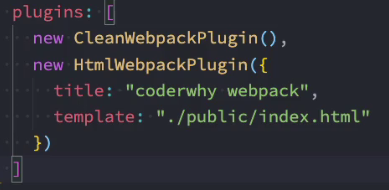 plugins: [
  new CleanWebpackPlugin(),
  new HtmlWebpackPlugin({
    title: "coderwhy webpack",
    template: "./public/index.html"
  })
]